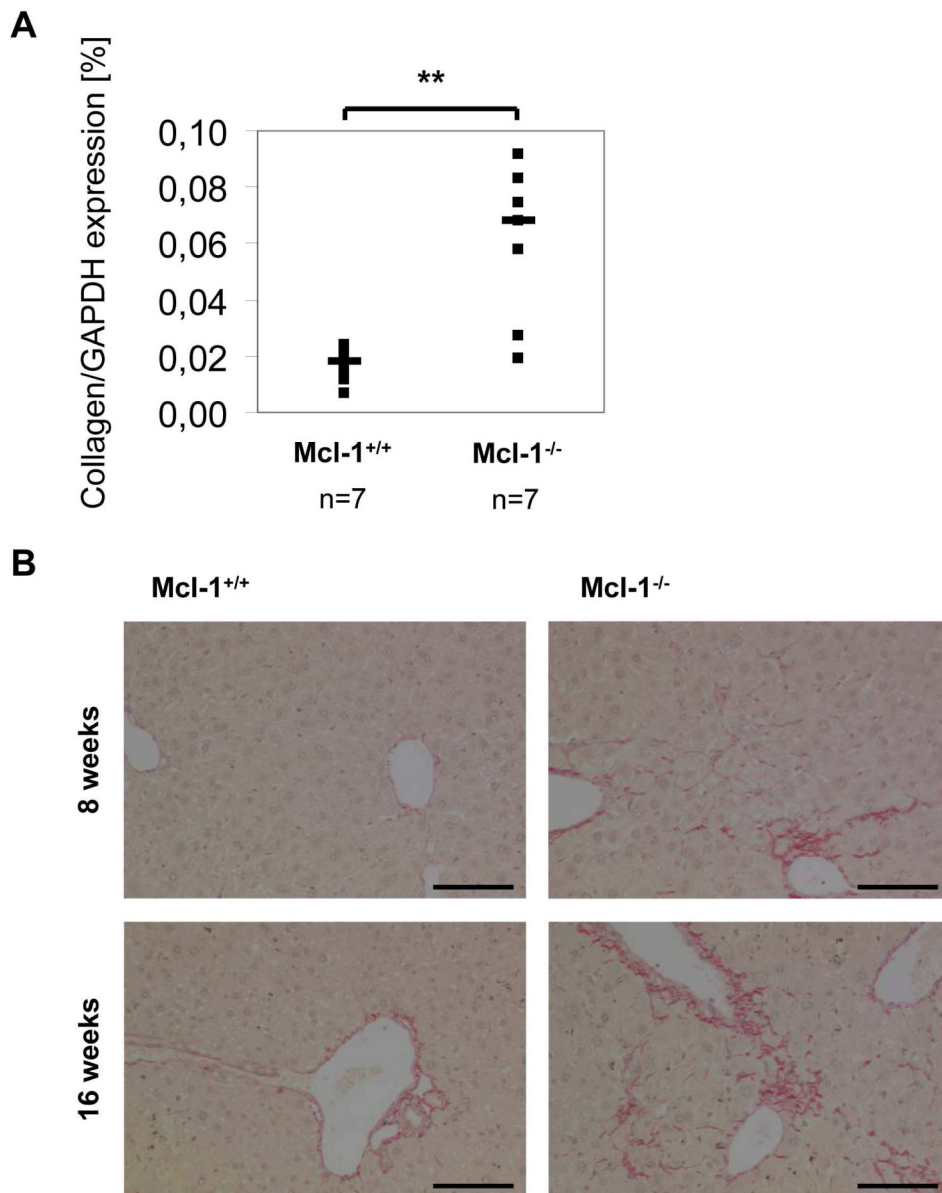 A
Collagen/GAPDH expression [%]
**
0,10
0,08
0,06
0,04
0,02
0,00
Mcl-1+/+
Mcl-1-/-
n=7
n=7
B
Mcl-1+/+
Mcl-1-/-
8 weeks
16 weeks